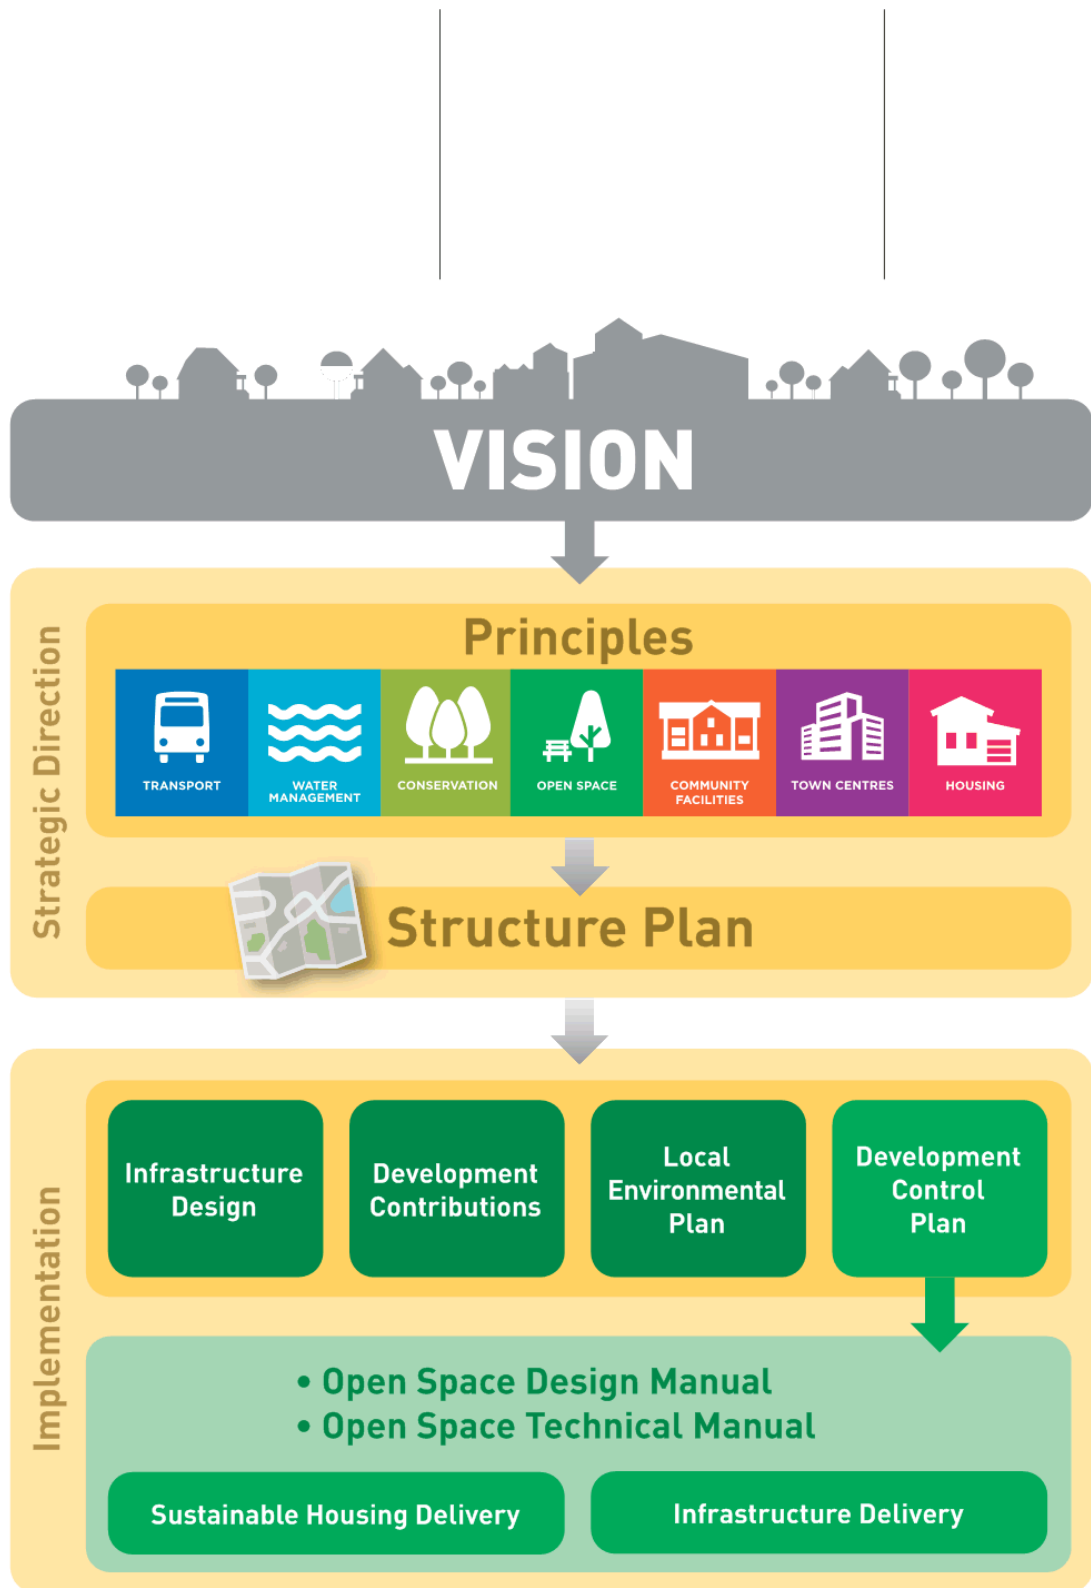 VISION
Strategic Direction
Principles
TRANSPORT
WATER
MANAGEMENT
CONSERVATION
OPEN SPACE
COMMUNITY
FACILITIES
TOWN CENTRES
HOUSING
Structure Plan
Implementation
Infrastructure
Design
Development
Contributions
Local
Environmental
Plan
Development
Control
Plan
• Open Space Design Manual
• Open Space Technical Manual
Sustainable Housing Delivery
Infrastructure Delivery